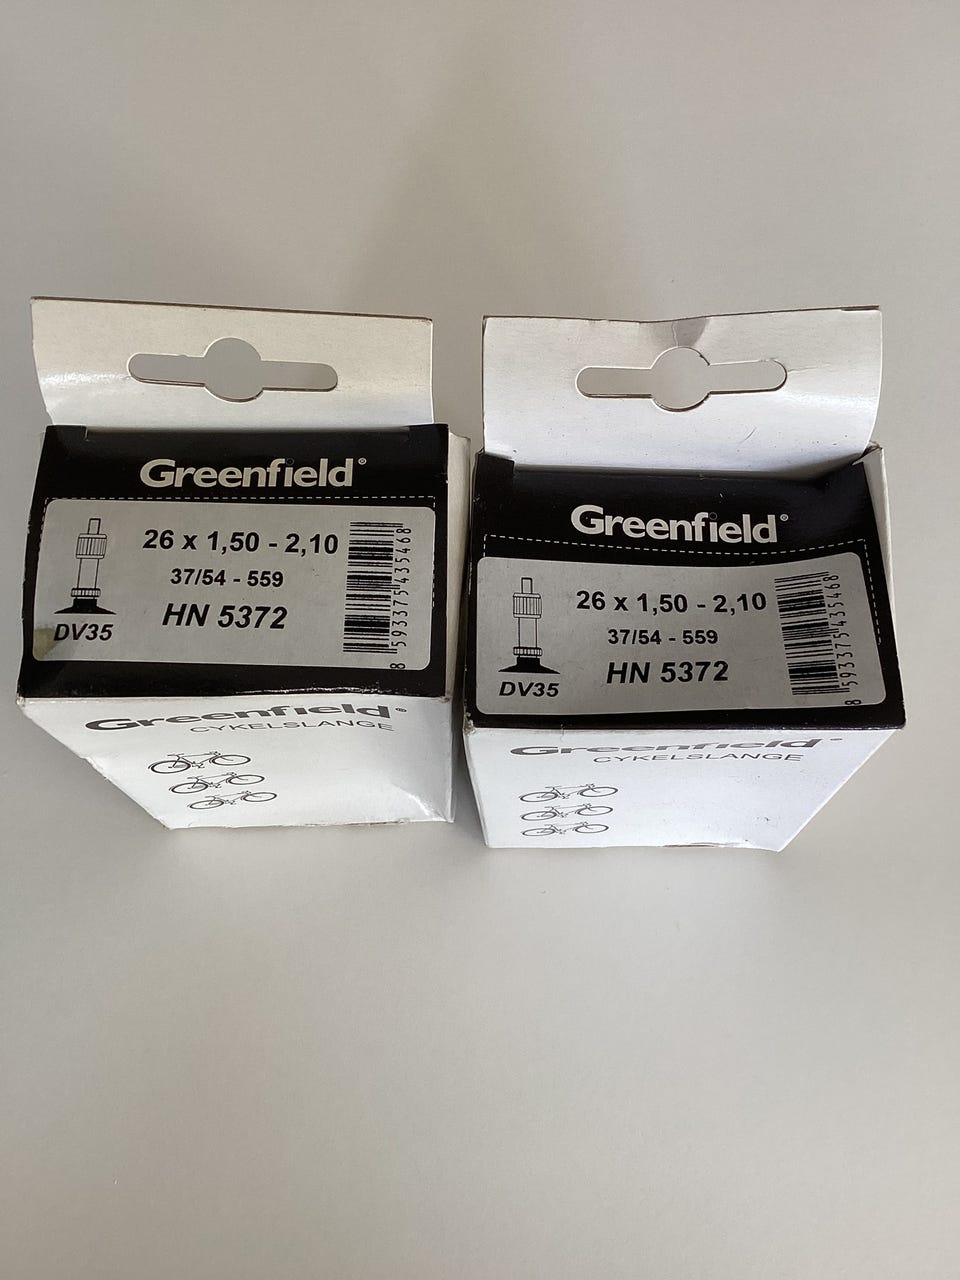 Greenfield®
26 x 1,50 - 2,10
37/54 - 559
HN 5372
DV35
8 593375 435468
Greenfield®
CYKELSLANGE
Greenfield®
26 x 1,50 - 2,10
37/54 - 559
HN 5372
DV35
8 593375 435468
Greenfield®
CYKELSLANGE